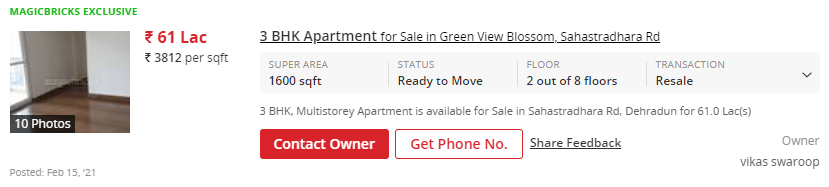 MAGICBRICKS EXCLUSIVE
₹ 61 Lac
₹ 3812 per sqft
10 Photos
Posted: Feb 15, '21
3 BHK Apartment for Sale in Green View Blossom, Sahastradhara Rd
SUPER AREA
1600 sqft
STATUS
Ready to Move
FLOOR
2 out of 8 floors
TRANSACTION
Resale
3 BHK, Multistorey Apartment is available for Sale in Sahastradhara Rd, Dehradun for 61.0 Lac(s)
Contact Owner
Get Phone No.
Share Feedback
Owner
vikas swaroop